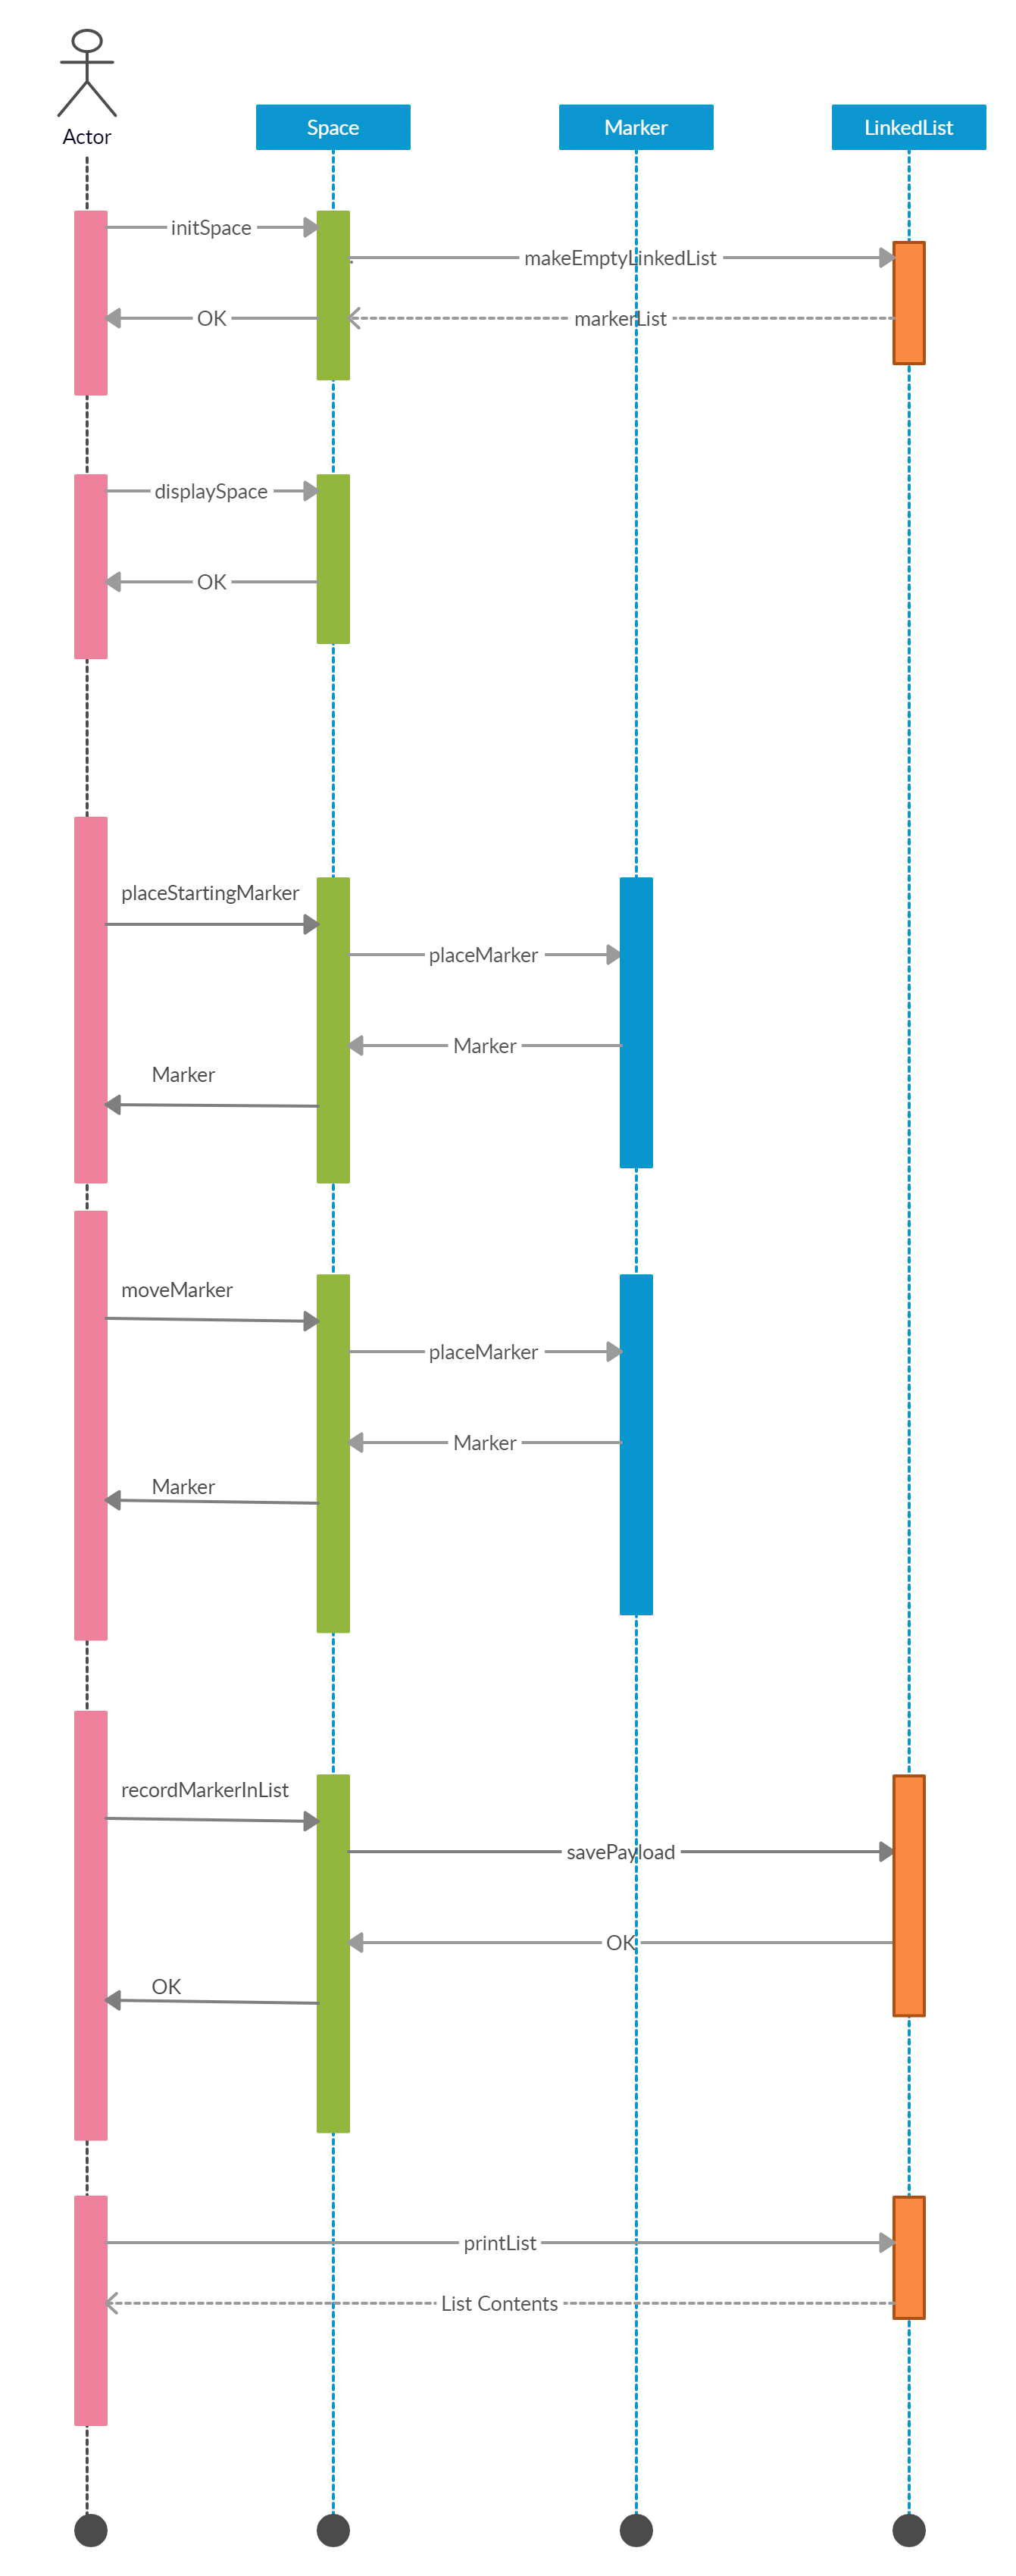 Actor
Space
Marker
LinkedList
initSpace
makeEmptyLinkedList
OK
markerList
displaySpace
OK
placeStartingMarker
placeMarker
Marker
Marker
moveMarker
placeMarker
Marker
Marker
recordMarkerInList
savePayload
OK
OK
printList
List Contents